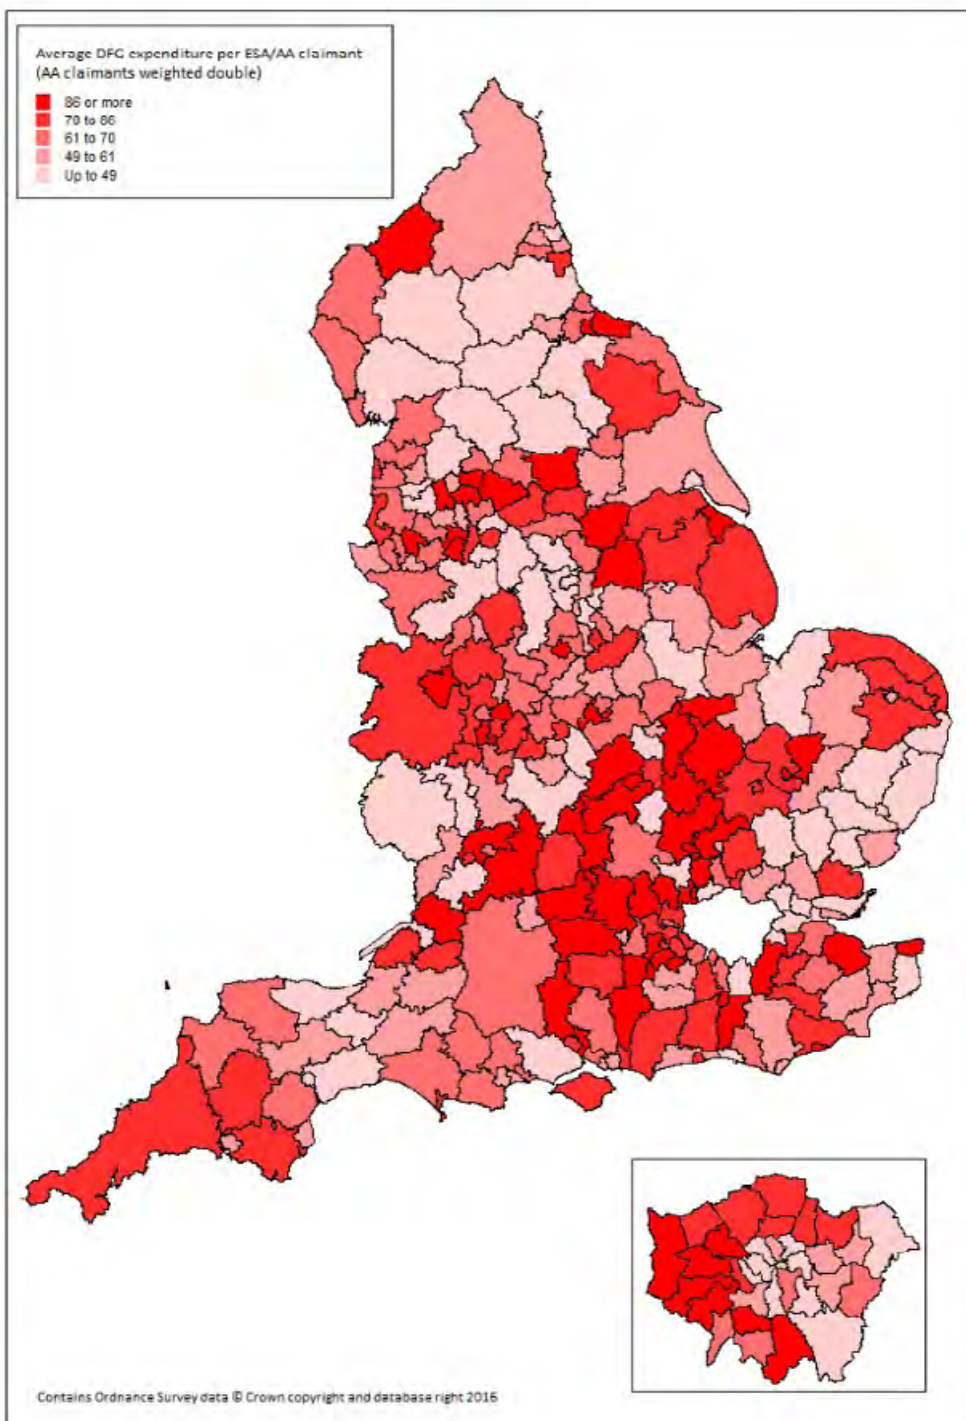 Average DFG expenditure per ESA/AA claimant
(AA claimants weighted double)
86 or more
70 to 86
61 to 70
49 to 61
Up to 49
Contains Ordnance Survey data © Crown copyright and database right 2016